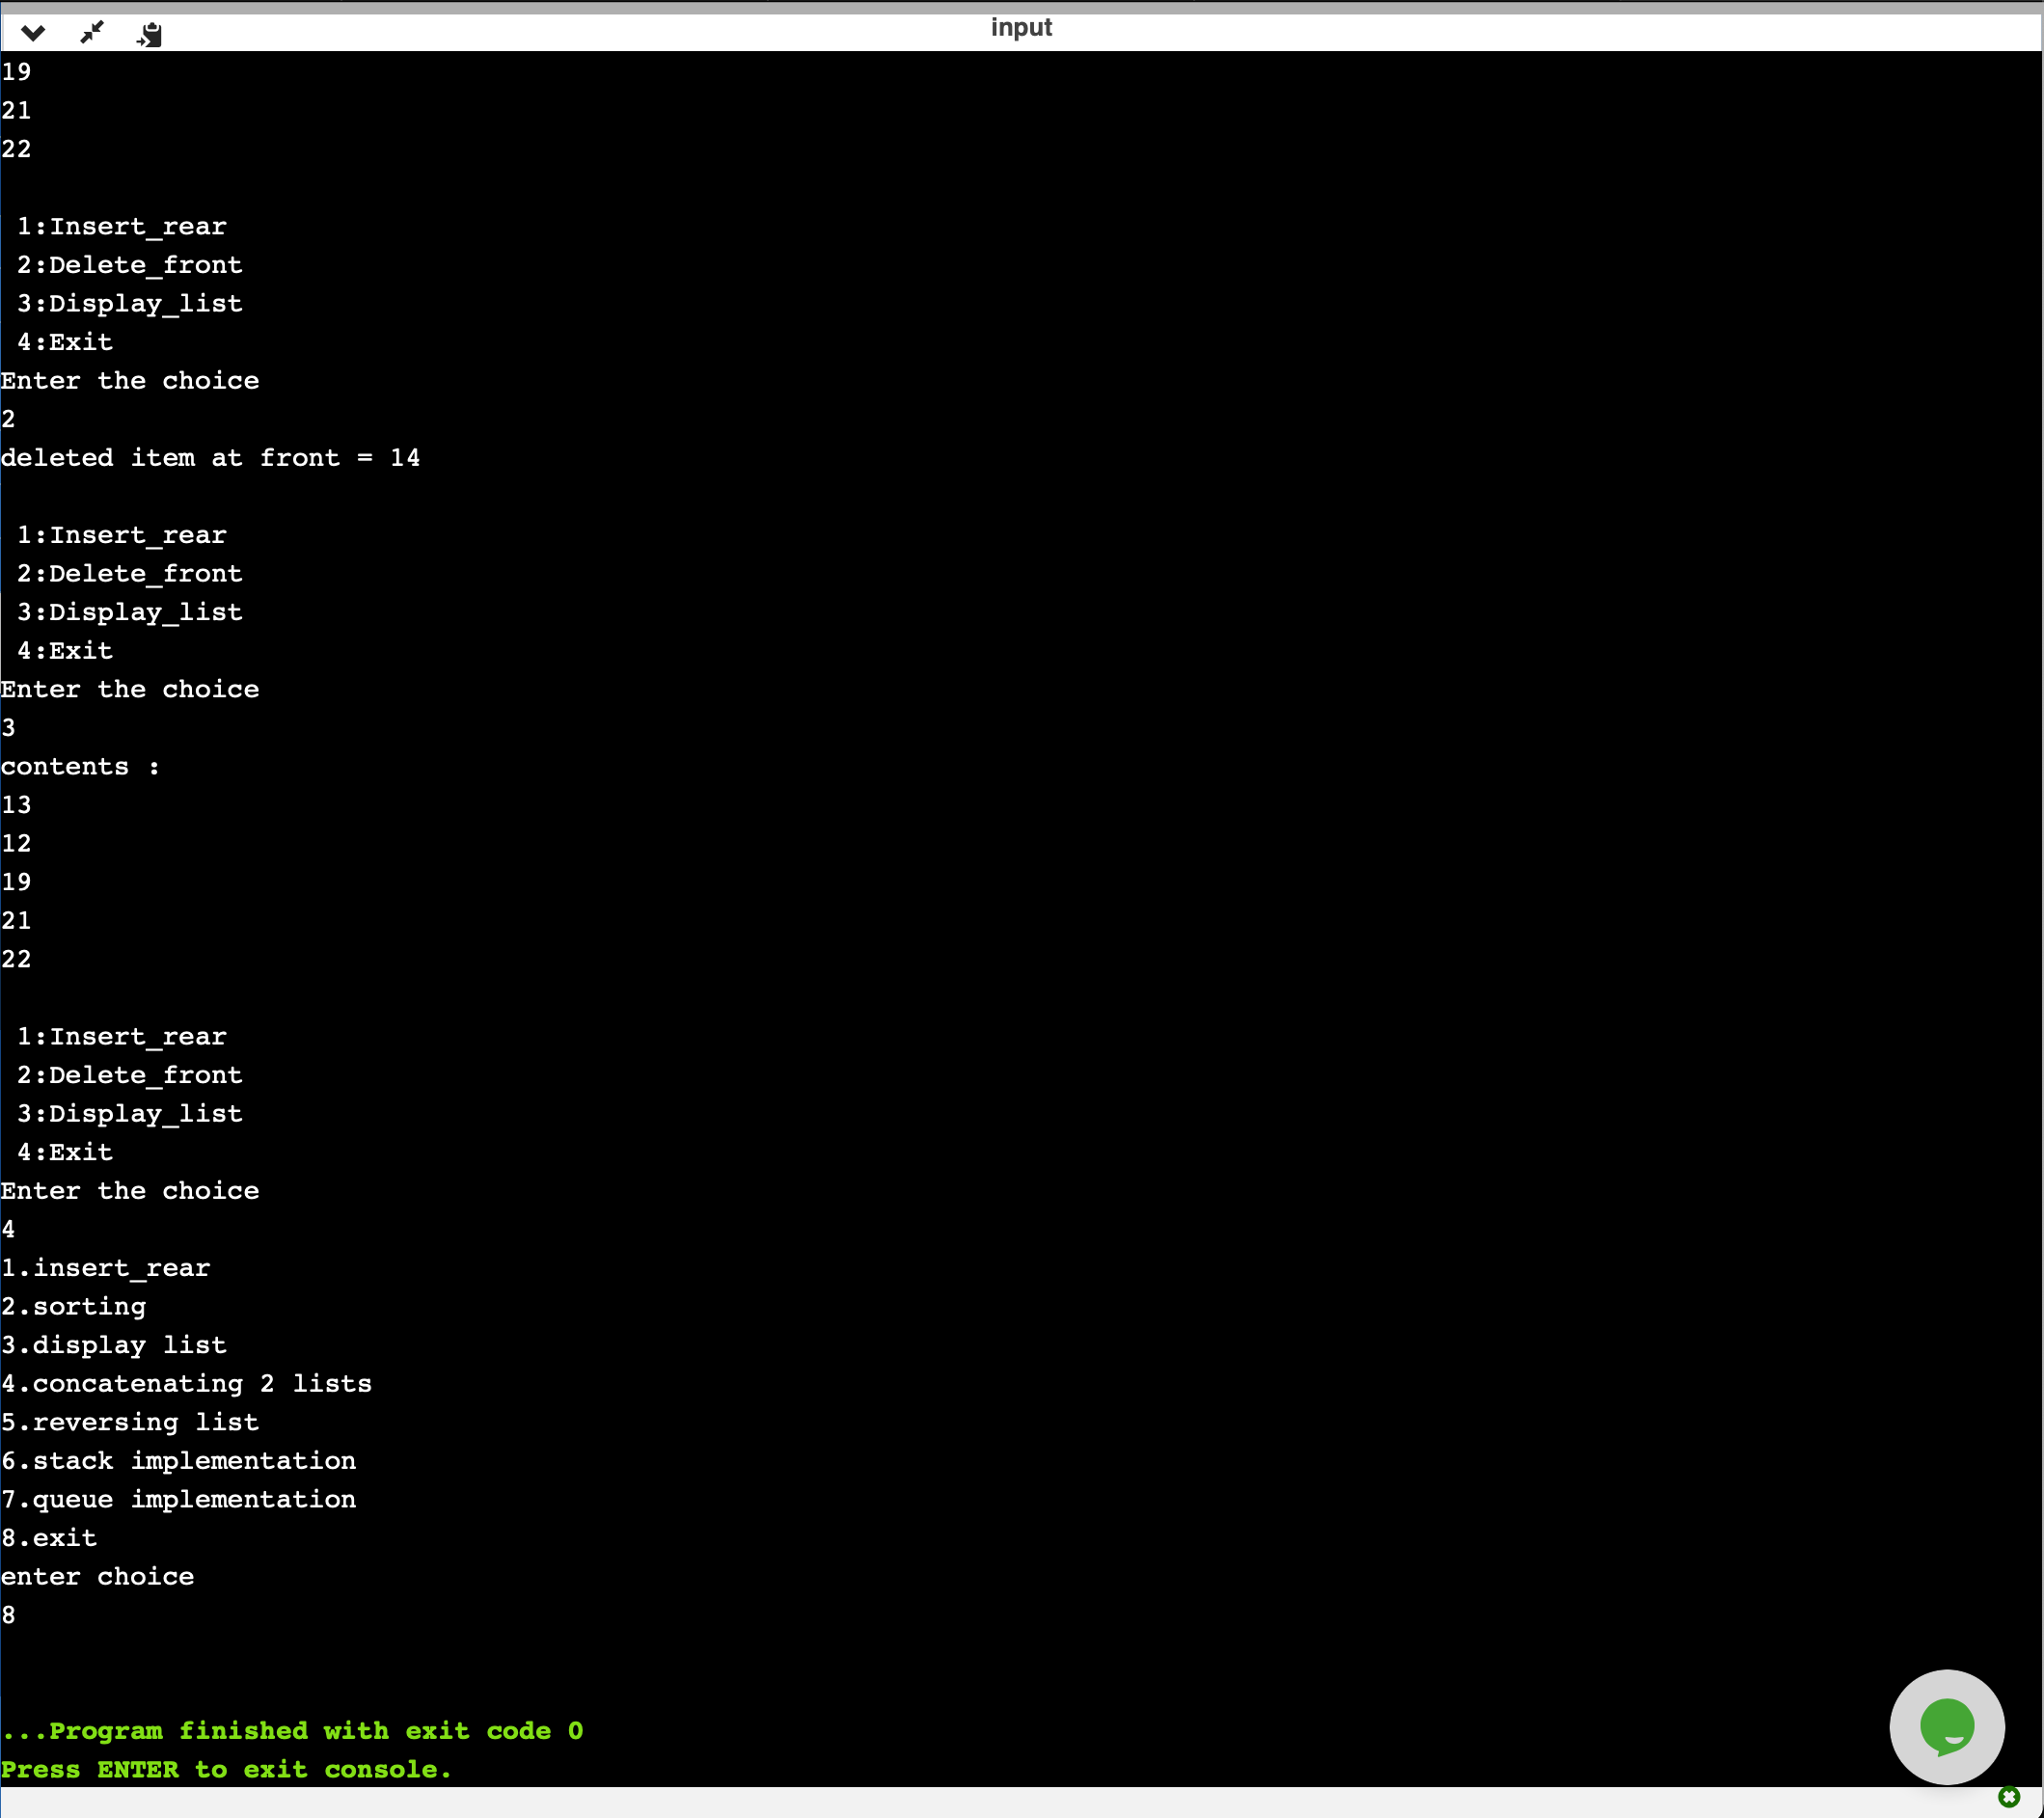 input
19
21
22
1:Insert_rear
2:Delete_front
3:Display_list
4:Exit
Enter the choice
2
deleted item at front = 14
1:Insert_rear
2:Delete_front
3:Display_list
4:Exit
Enter the choice
3
contents :
13
12
19
21
22
1:Insert_rear
2:Delete_front
3:Display_list
4:Exit
Enter the choice
4
1.insert_rear
2.sorting
3.display list
4.concatenating 2 lists
5.reversing list
6.stack implementation
7.queue implementation
8.exit
enter choice
8
...Program finished with exit code 0
Press ENTER to exit console.